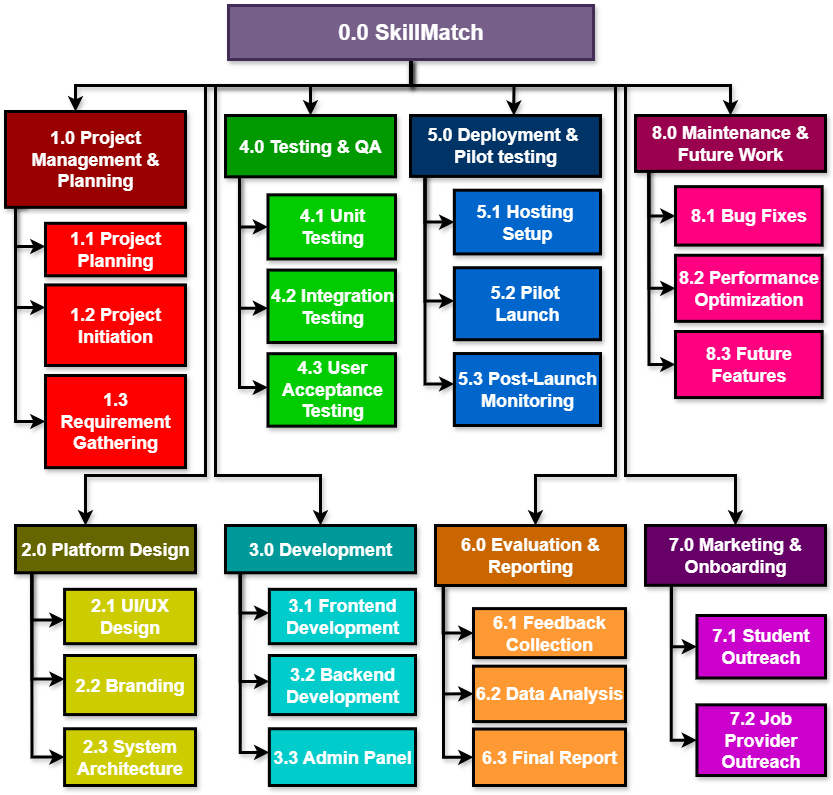 0.0 SkillMatch
1.0 Project
Management &
Planning
1.1 Project
Planning
1.2 Project
Initiation
1.3
Requirement
Gathering
4.0 Testing & QA
4.1 Unit
Testing
4.2 Integration
Testing
4.3 User
Acceptance
Testing
5.0 Deployment &
Pilot testing
5.1 Hosting
Setup
5.2 Pilot
Launch
5.3 Post-Launch
Monitoring
8.0 Maintenance &
Future Work
8.1 Bug Fixes
8.2 Performance
Optimization
8.3 Future
Features
2.0 Platform Design
2.1 UI/UX
Design
2.2 Branding
2.3 System
Architecture
3.0 Development
3.1 Frontend
Development
3.2 Backend
Development
3.3 Admin Panel
6.0 Evaluation &
Reporting
6.1 Feedback
Collection
6.2 Data Analysis
6.3 Final Report
7.0 Marketing &
Onboarding
7.1 Student
Outreach
7.2 Job
Provider
Outreach